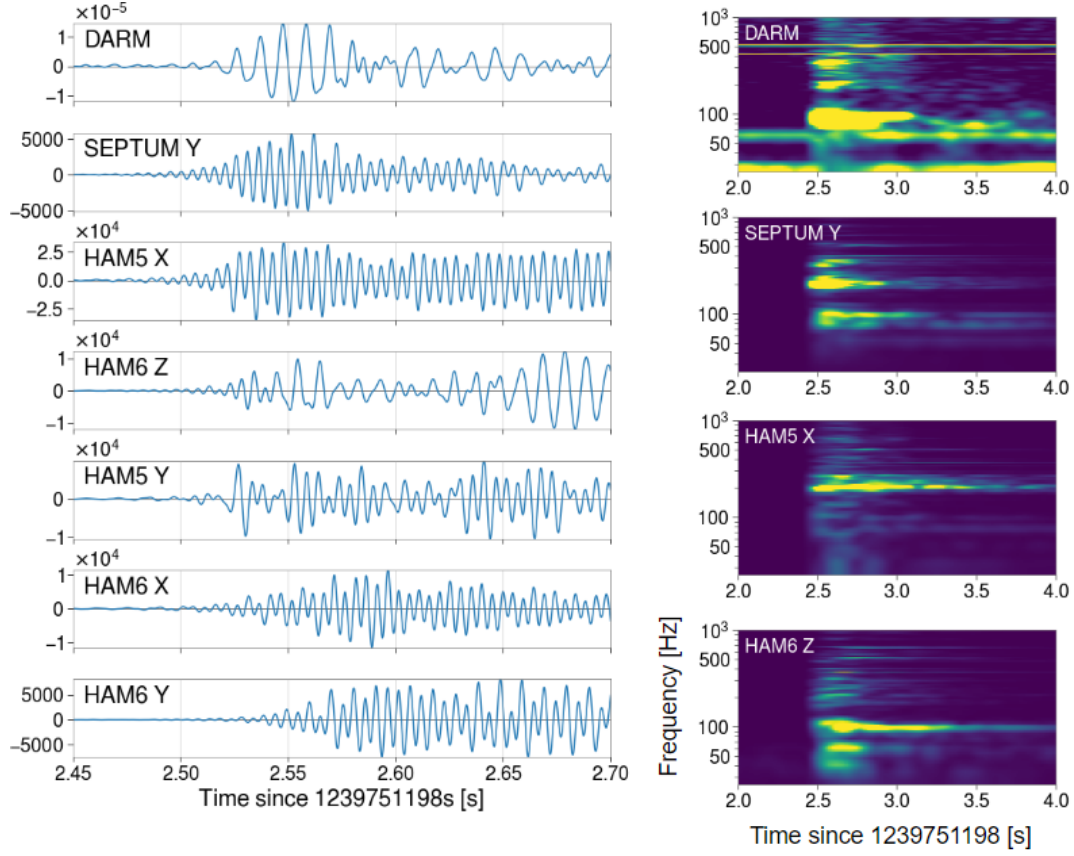 ×10⁻⁵
DARM
1
0
−1
SEPTUM Y
5000
0
−5000
×10⁴
HAM5 X
2.5
0.0
−2.5
×10⁴
HAM6 Z
1
0
−1
×10⁴
HAM5 Y
0
−1
×10⁴
HAM6 X
1
0
−1
HAM6 Y
5000
0
−5000
2.45 2.50 2.55 2.60 2.65 2.70
Time since 1239751198s [s]
DARM
10³
500
100
50
2.0 2.5 3.0 3.5 4.0
SEPTUM Y
10³
500
100
50
2.0 2.5 3.0 3.5 4.0
HAM5 X
10³
500
100
50
2.0 2.5 3.0 3.5 4.0
HAM6 Z
10³
500
100
50
2.0 2.5 3.0 3.5 4.0
Frequency [Hz]
Time since 1239751198 [s]